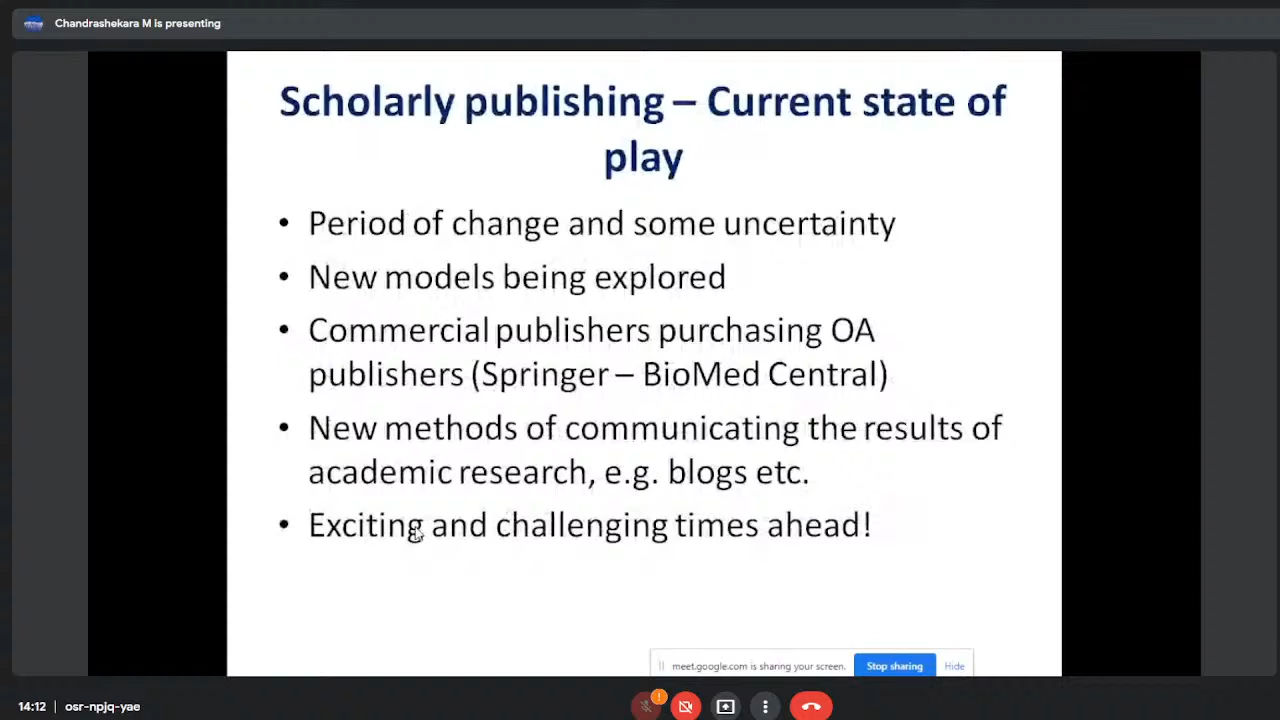 Chandrashekara M is presenting
Scholarly publishing – Current state of
play
• Period of change and some uncertainty
• New models being explored
• Commercial publishers purchasing OA
publishers (Springer – BioMed Central)
• New methods of communicating the results of
academic research, e.g. blogs etc.
• Exciting and challenging times ahead!
meet.google.com is sharing your screen. Stop sharing Hide
14:12 | osr-npjq-yae